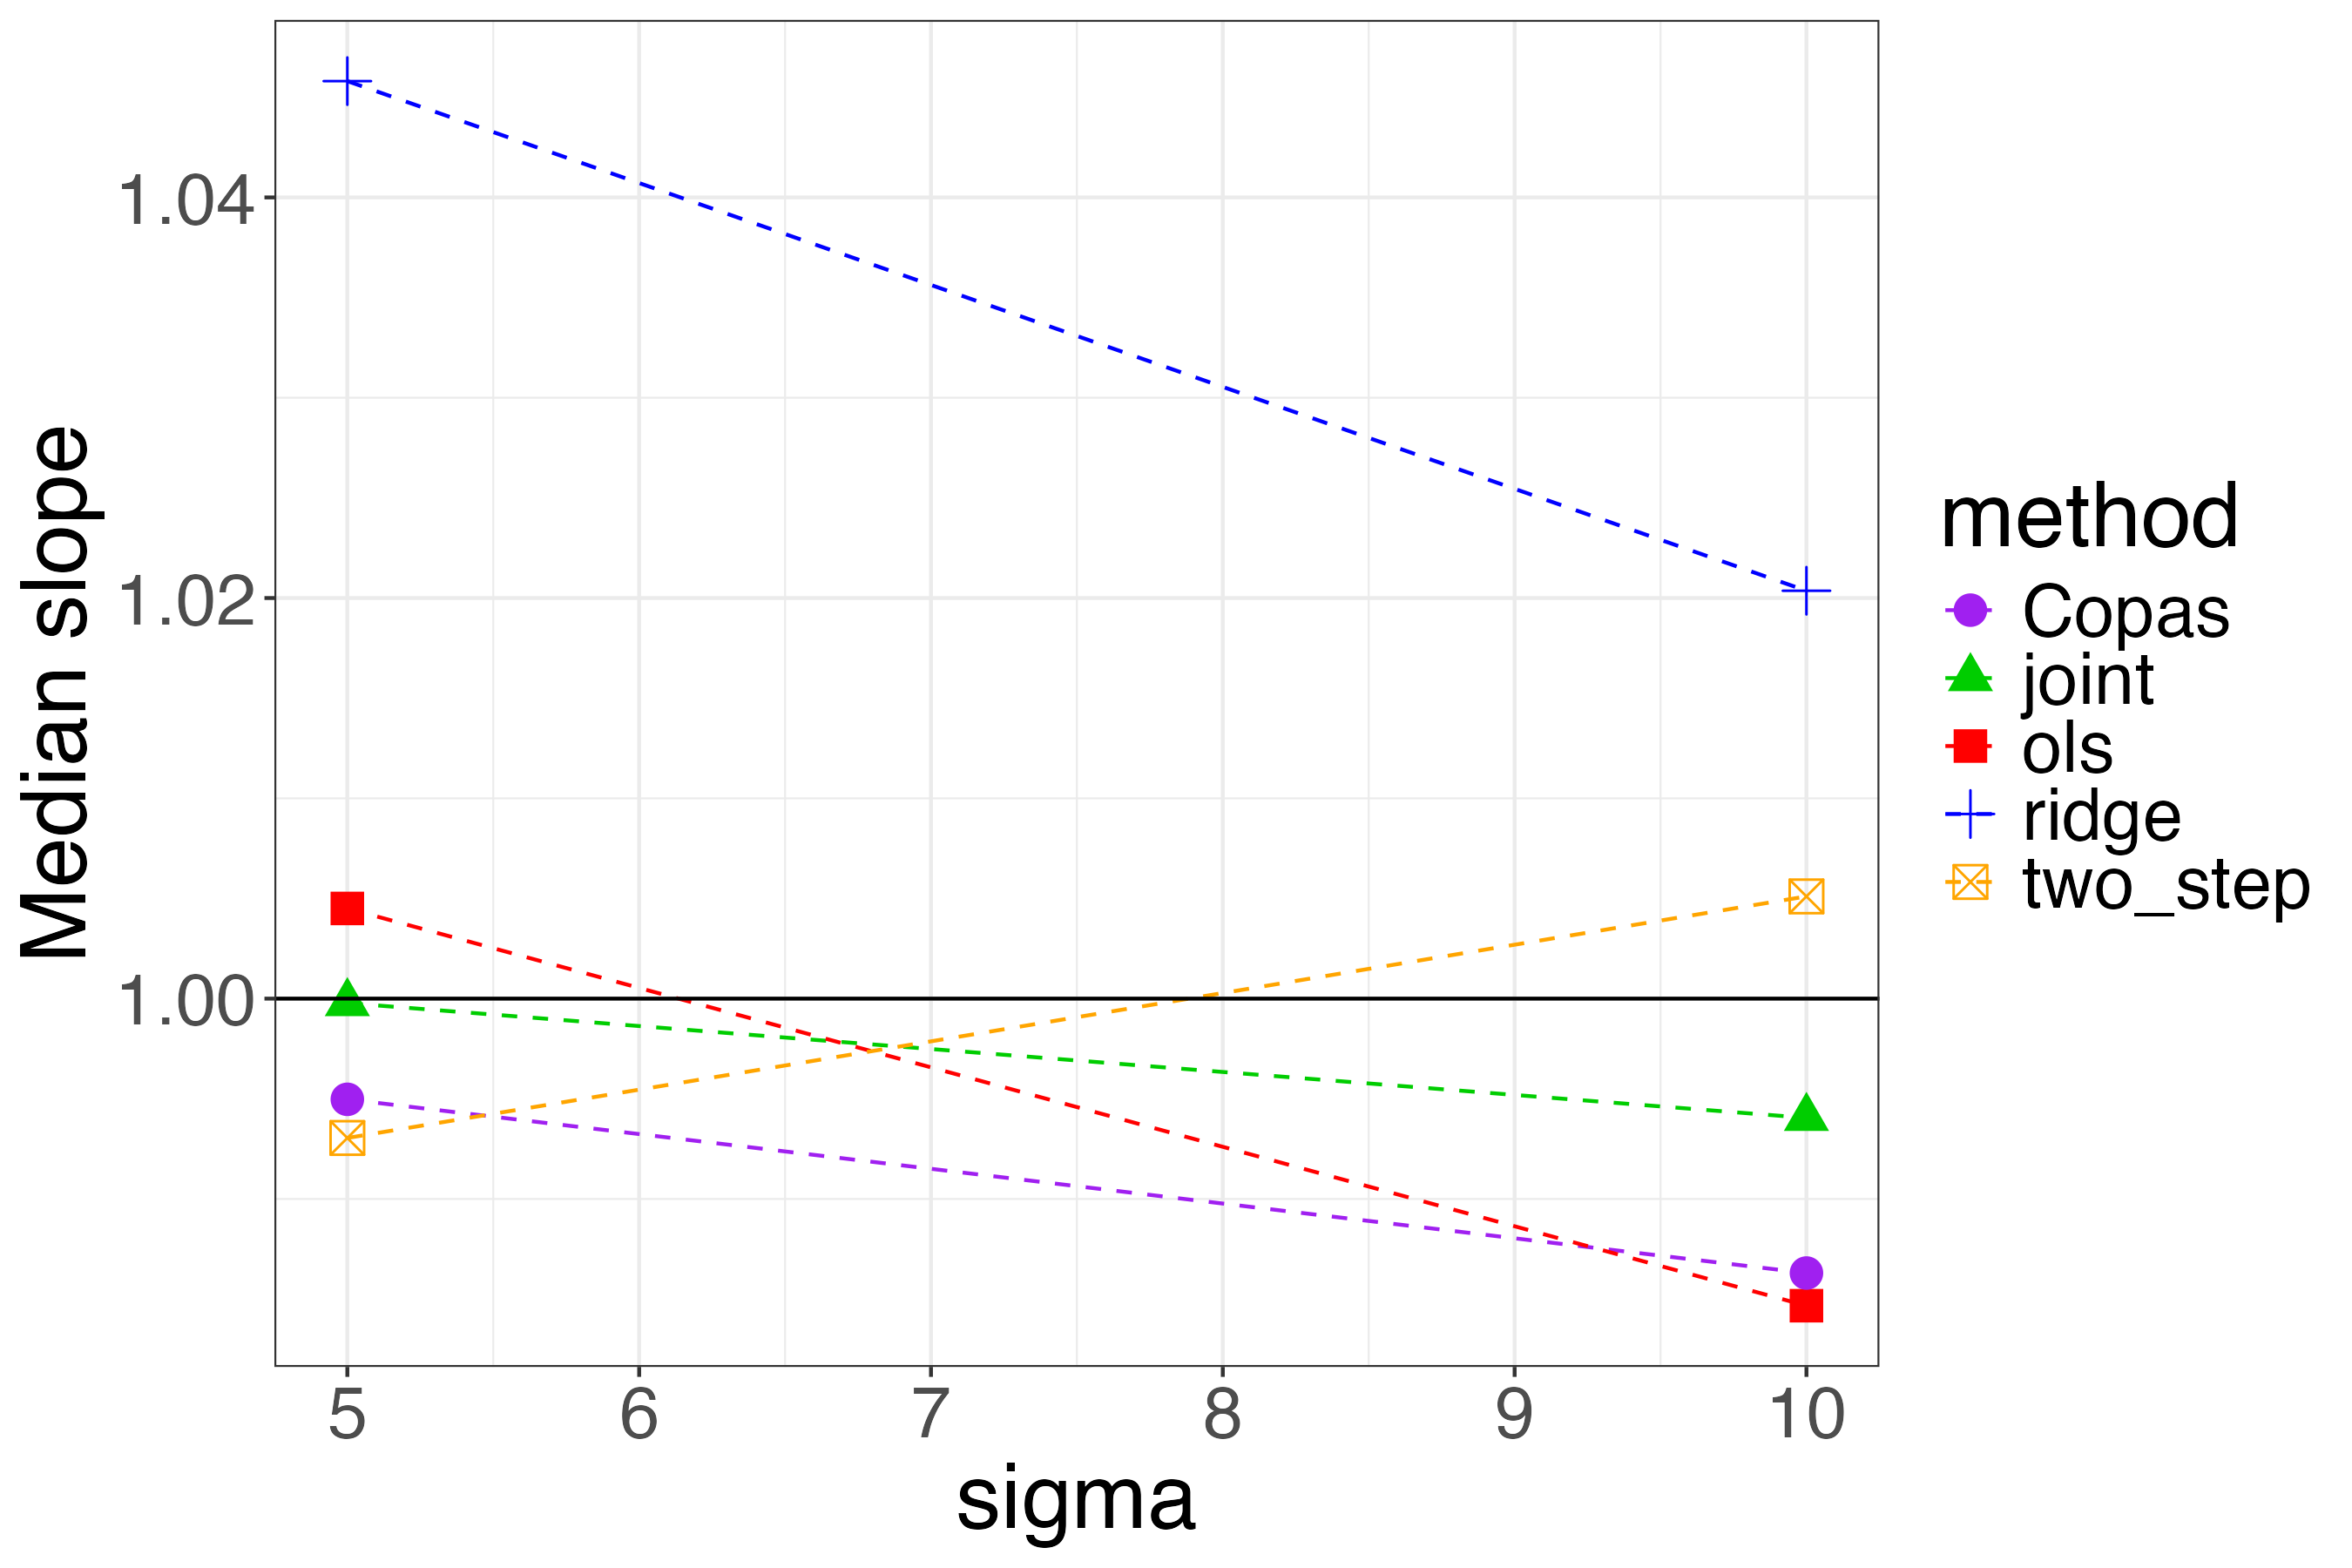 Median slope
1.04
1.02
1.00
5 6 7 8 9 10
sigma
method
Copas
joint
ols
ridge
two_step